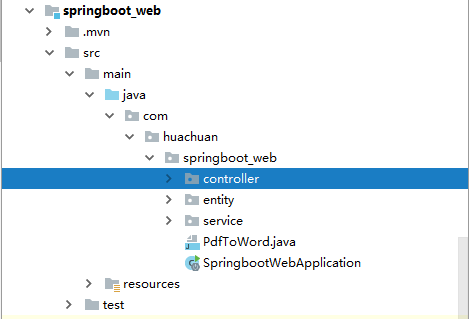 springboot_web
.mvn
src
main
java
com
huachuan
springboot_web
controller
entity
service
PdfToWord.java
SpringbootWebApplication
resources
test